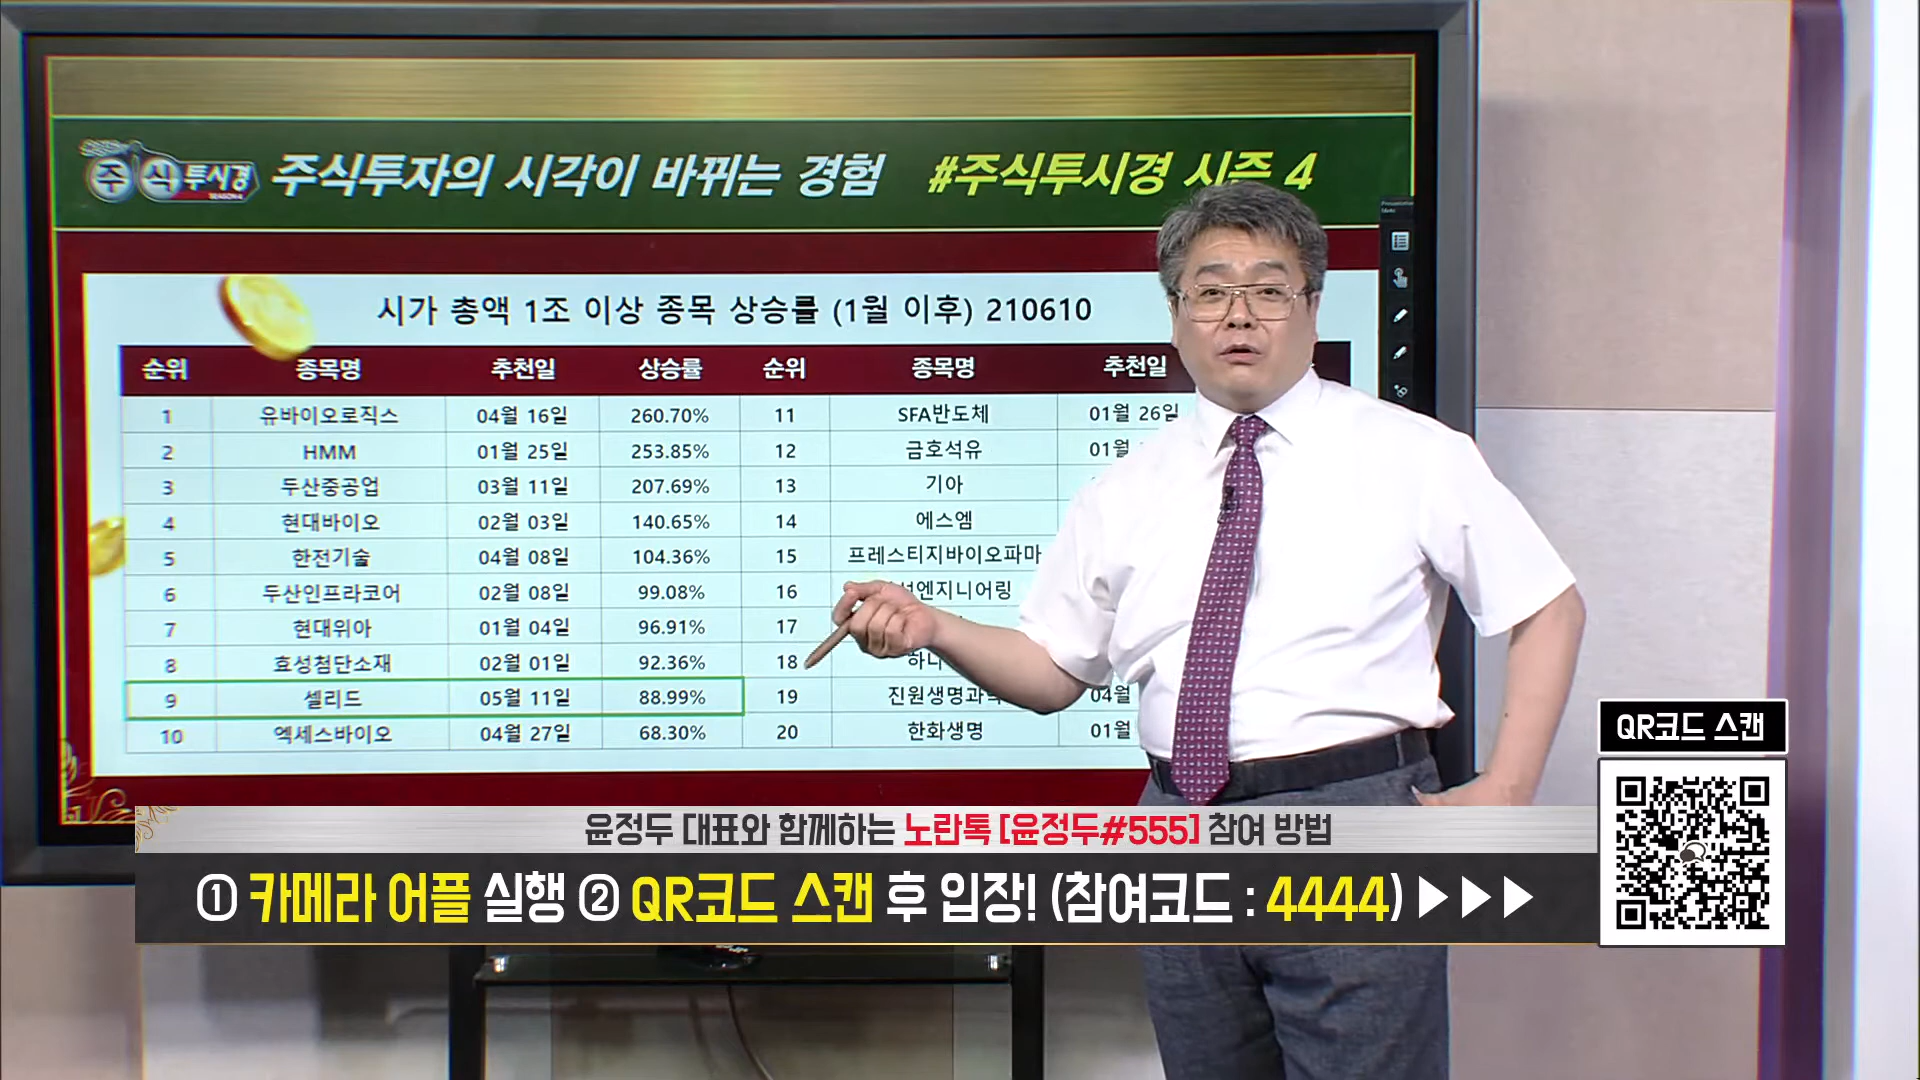 주식투시경 주식투자의 시각이 바뀌는 경험 #주식투시경 시즌 4
시가 총액 1조 이상 종목 상승률 (1월 이후) 210610
순위 종목명 추천일 상승률 순위 종목명 추천일
1 유바이오로직스 04월 16일 260.70% 11 SFA반도체 01월 26일
2 HMM 01월 25일 253.85% 12 금호석유 01월
3 두산중공업 03월 11일 207.69% 13 기아
4 현대바이오 02월 03일 140.65% 14 에스엠
5 한전기술 04월 08일 104.36% 15 프레스티지바이오파마
6 두산인프라코어 02월 08일 99.08% 16 엔지니어링
7 현대위아 01월 04일 96.91% 17
8 효성첨단소재 02월 01일 92.36% 18
9 셀리드 05월 11일 88.99% 19 진원생명과학 04월
10 엑세스바이오 04월 27일 68.30% 20 한화생명 01월
QR코드 스캔
윤정두 대표와 함께하는 노란톡 [윤정두#555] 참여 방법
① 카메라 어플 실행 ② QR코드 스캔 후 입장! (참여코드 : 4444) ▶▶▶